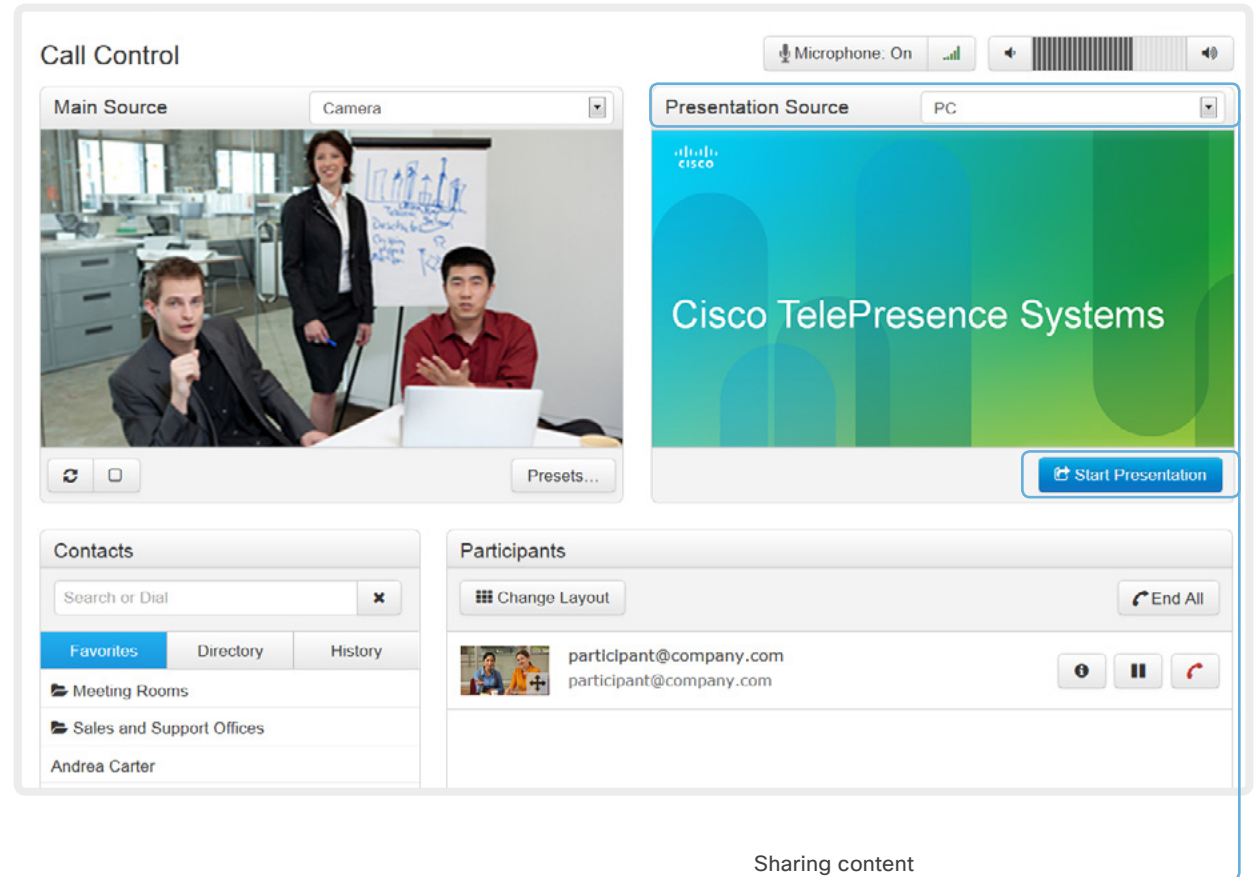 Call Control
Microphone: On
Main Source
Camera
Presentation Source
PC
CISCO
Cisco TelePresence Systems
Presets...
Start Presentation
Contacts
Search or Dial
Favorites
Directory
History
Meeting Rooms
Sales and Support Offices
Andrea Carter
Participants
Change Layout
End All
participant@company.com
participant@company.com
Sharing content